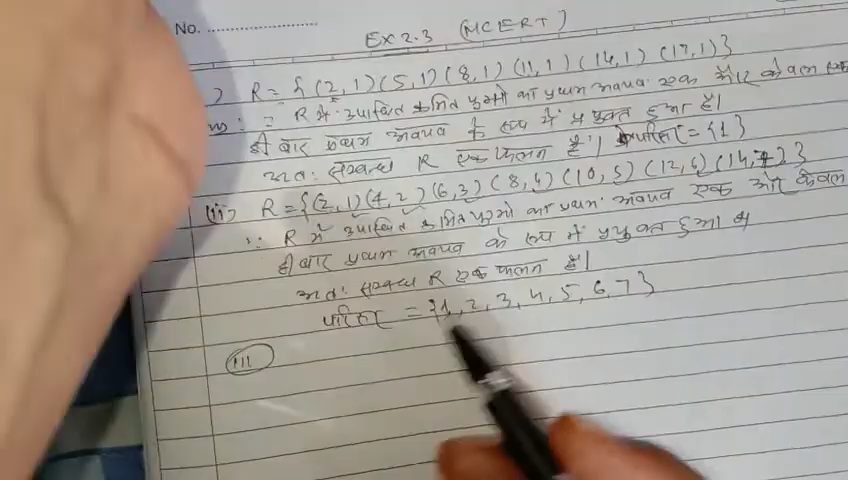 No. ..................
Ex 2.3 (NCERT)
) R = { (2,1) (5,1) (8,1) (11,1) (14,1) (17,1) }
∵ R में उपस्थित क्रमित युग्मो का प्रथम अवयव एक और केवल एक
ही बार प्रथम अवयव के रूप में प्रयुक्त हुआ है।
अतः सम्बन्ध R एक फलन है। परिसर = {1}
(ii) R = {(2,1) (4,2) (6,3) (8,4) (10,5) (12,6) (14,7)}
∵ R में उपस्थित क्रमित युग्मो का प्रथम अवयव एक और केवल
ही बार प्रथम अवयव के रूप में प्रयुक्त हुआ
अतः सम्बन्ध R एक फलन है।
परिसर = {1, 2, 3, 4, 5, 6, 7}
(iii